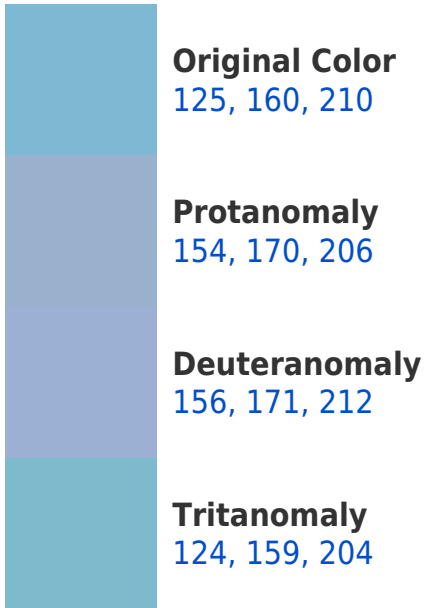 Original Color
125, 160, 210
Protanomaly
154, 170, 206
Deuteranomaly
156, 171, 212
Tritanomaly
124, 159, 204